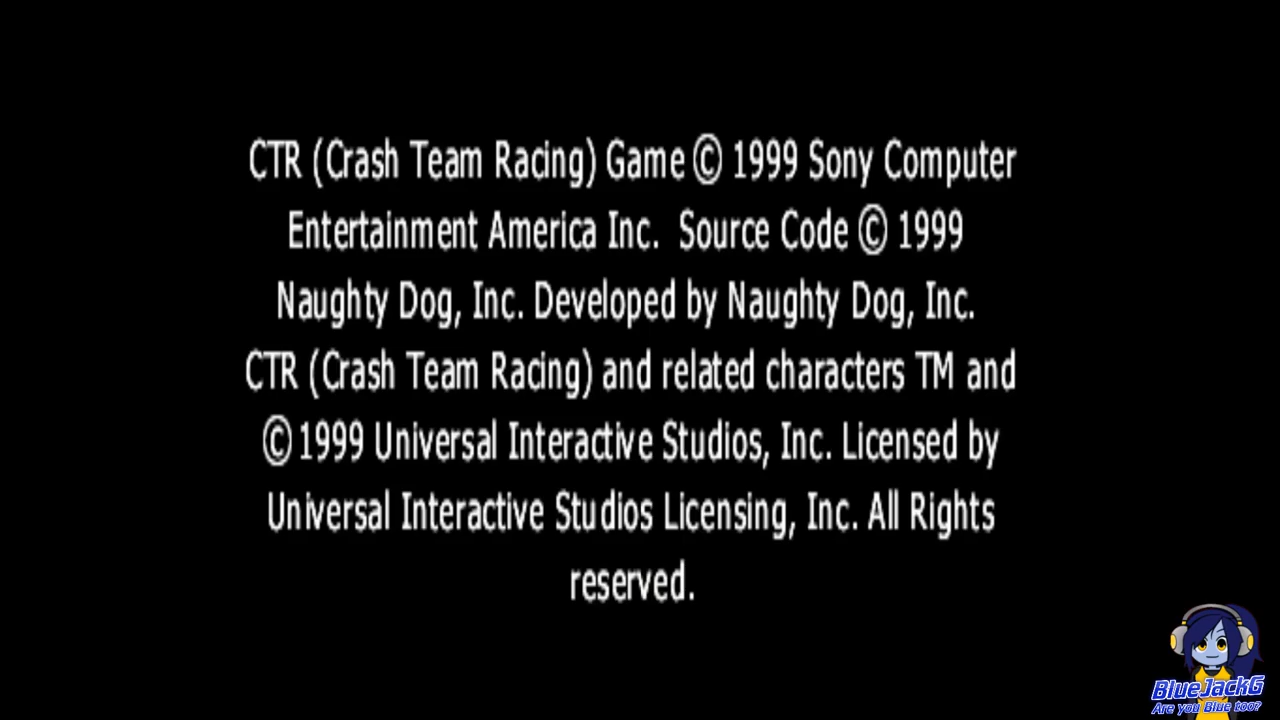 CTR (Crash Team Racing) Game © 1999 Sony Computer
Entertainment America Inc.  Source Code © 1999
Naughty Dog, Inc. Developed by Naughty Dog, Inc.
CTR (Crash Team Racing) and related characters TM and
© 1999 Universal Interactive Studios, Inc. Licensed by
Universal Interactive Studios Licensing, Inc. All Rights
reserved.
BlueJackG
Are you Blue too?